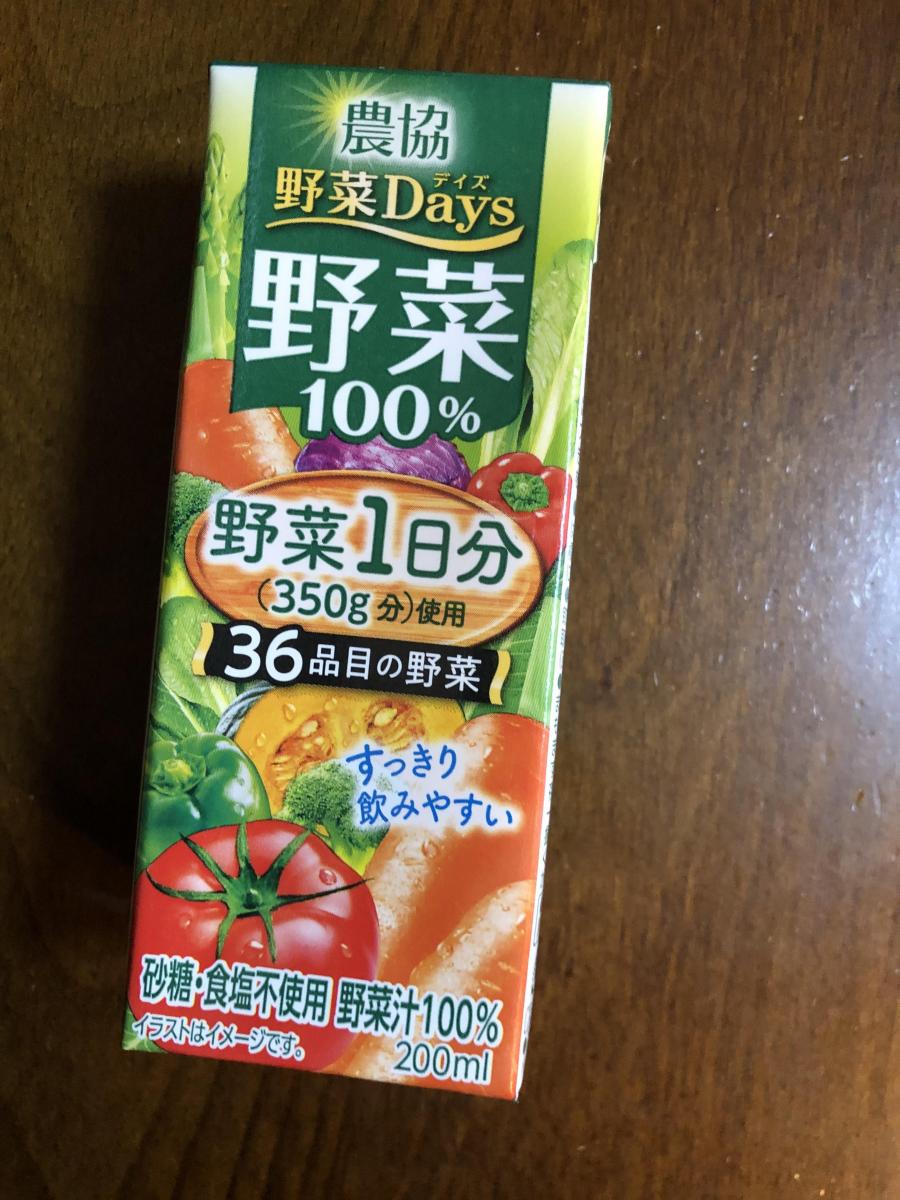 農協
デイズ
野菜Days
野菜
100%
野菜1日分
(350g分)使用
36品目の野菜
すっきり
飲みやすい
砂糖・食塩不使用 野菜汁100%
イラストはイメージです。
200ml